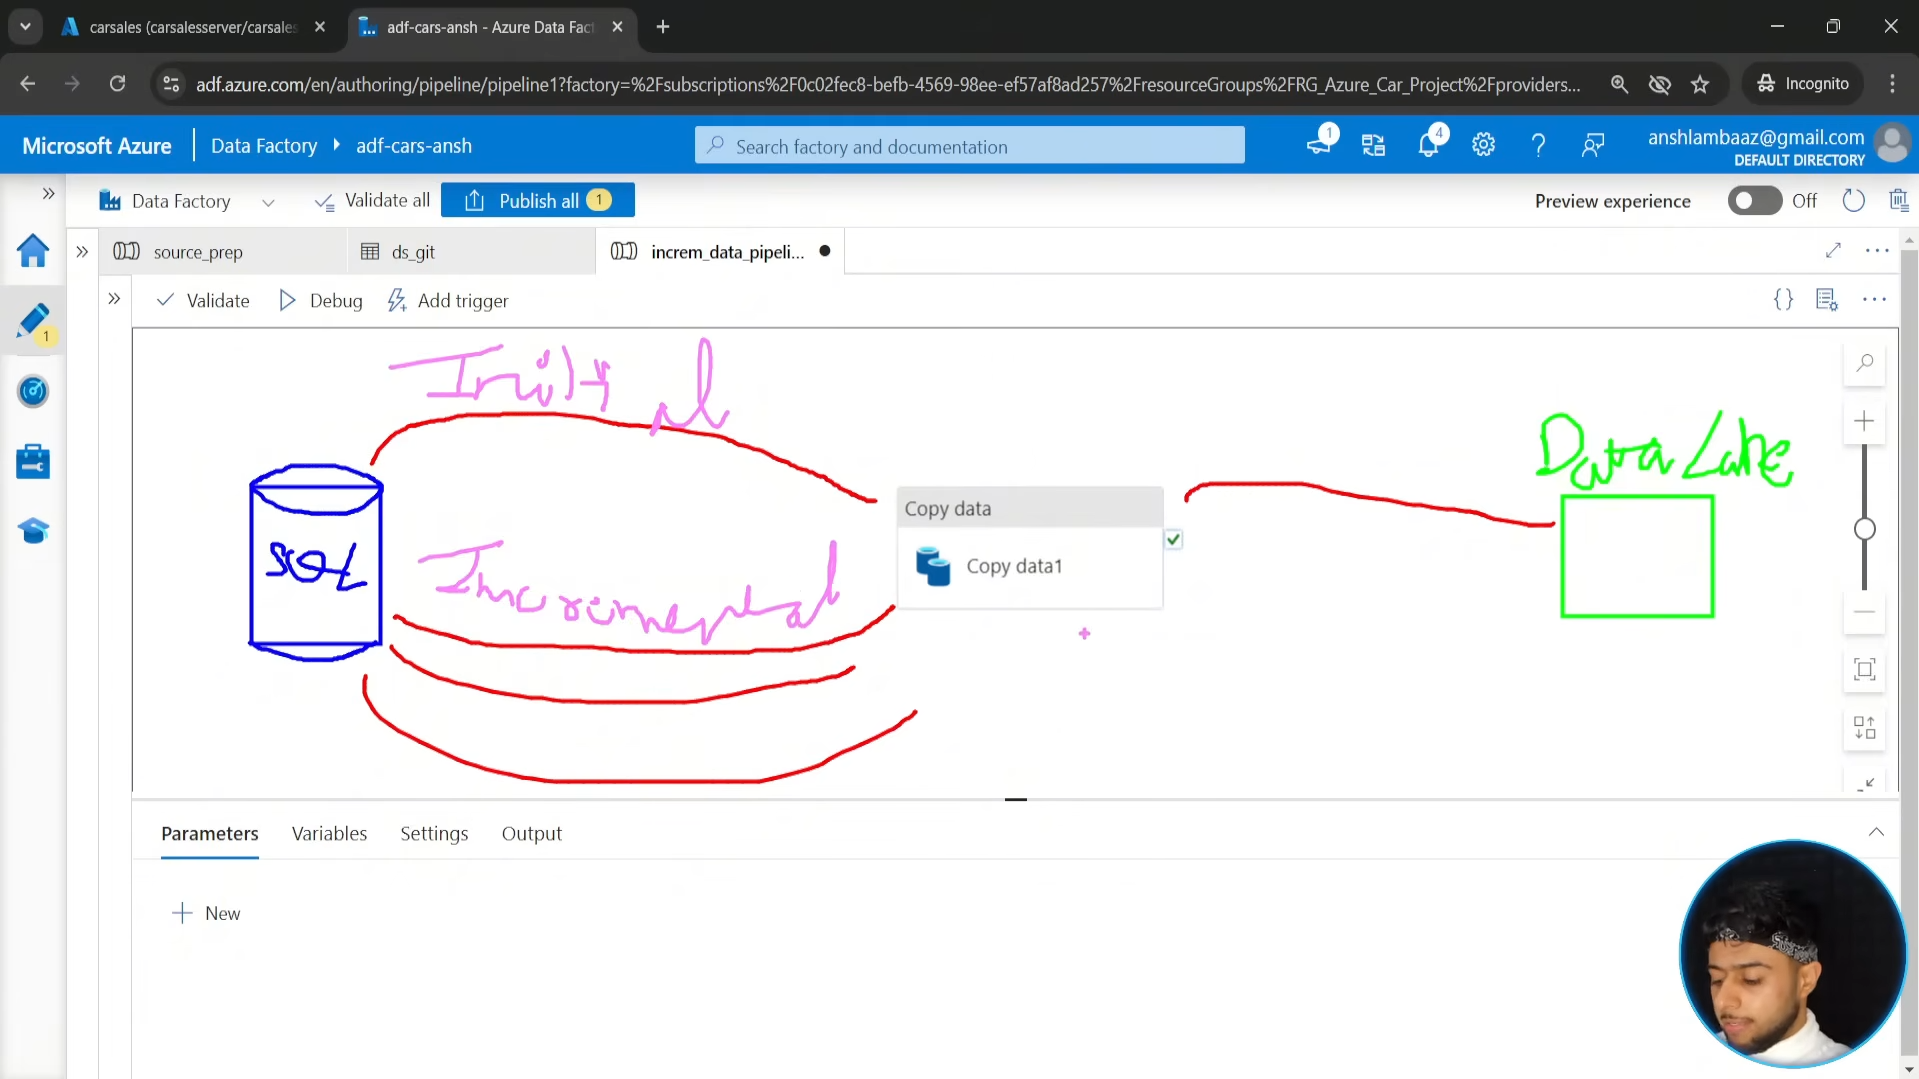 carsales (carsalesserver/carsales
adf-cars-ansh - Azure Data Fact
adf.azure.com/en/authoring/pipeline/pipeline1?factory=%2Fsubscriptions%2F0c02fec8-befb-4569-98ee-ef57af8ad257%2FresourceGroups%2FRG_Azure_Car_Project%2Fproviders...
Incognito
Microsoft Azure
Data Factory
adf-cars-ansh
Search factory and documentation
1
4
anshlambaaz@gmail.com
DEFAULT DIRECTORY
Data Factory
Validate all
Publish all 1
Preview experience
Off
source_prep
ds_git
increm_data_pipeli...
1
Validate
Debug
Add trigger
Data Lake
Copy data
Copy data1
SQL
Incremental
Parameters
Variables
Settings
Output
New